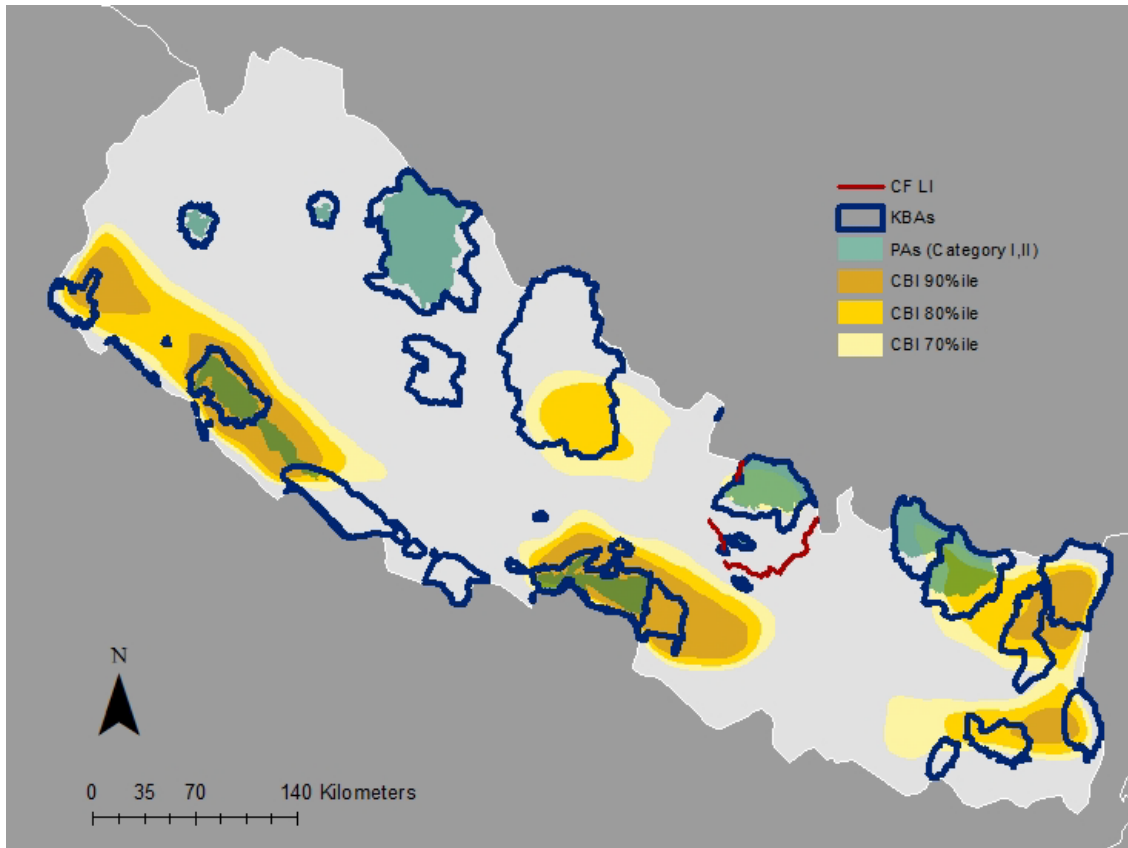 CF LI
KBAs
PAs (Category I,II)
CBI 90%ile
CBI 80%ile
CBI 70%ile
N
0 35 70 140 Kilometers